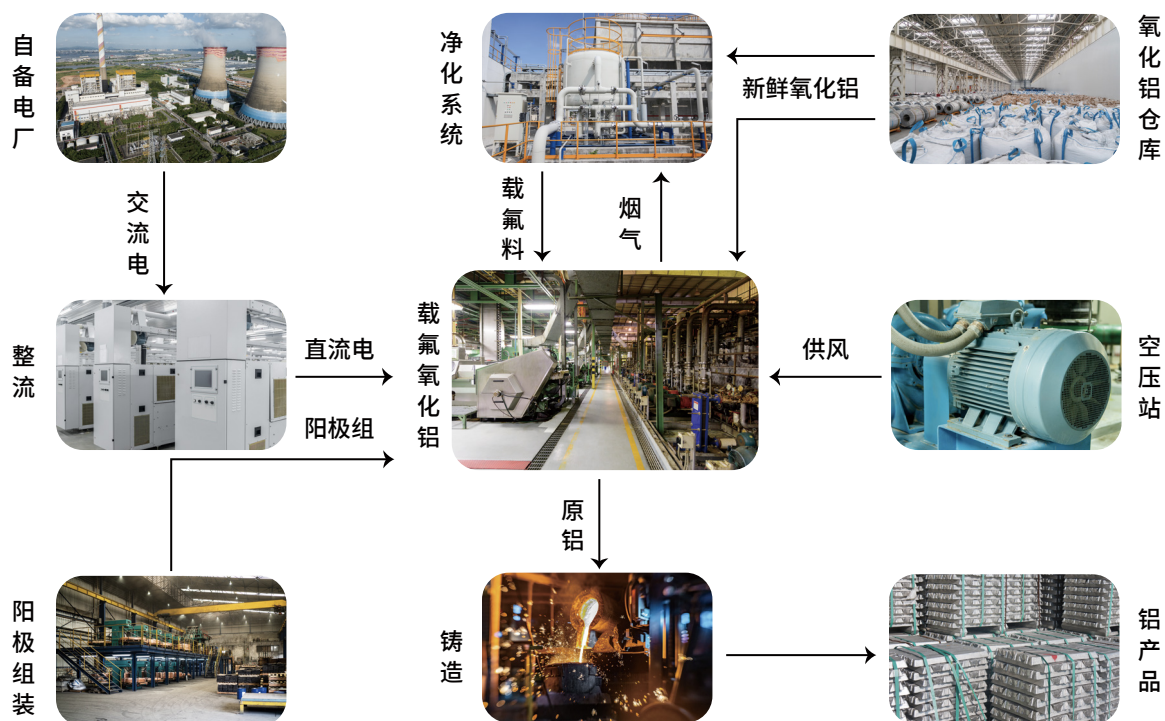 自备电厂
净化系统
氧化铝仓库
新鲜氧化铝
交流电
载氟料
烟气
整流
直流电
阳极组
载氟氧化铝
供风
空压站
原铝
阳极组装
铸造
铝产品